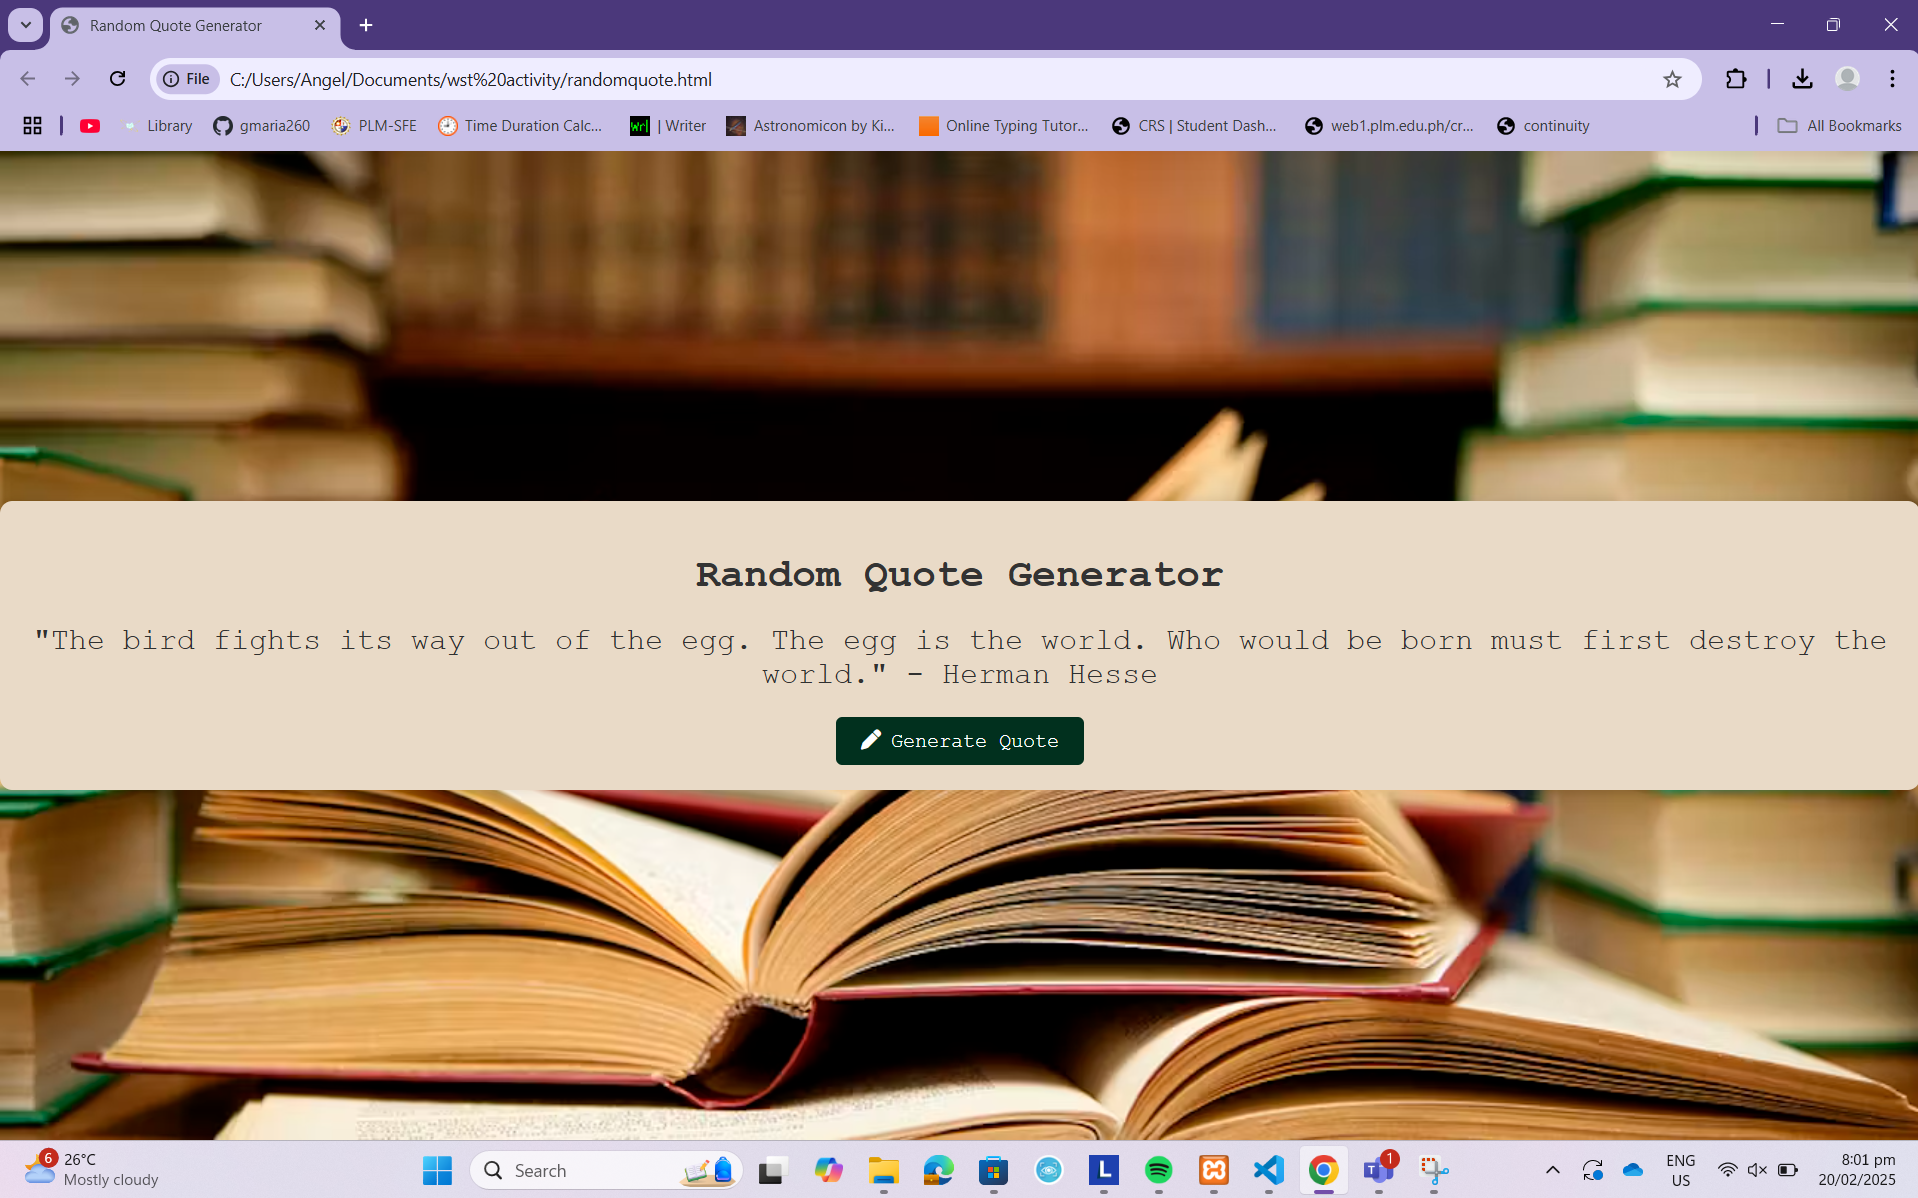 Random Quote Generator
File C:/Users/Angel/Documents/wst%20activity/randomquote.html
Library gmaria260 PLM-SFE Time Duration Calc... Wr | Writer Astronomicon by Ki... Online Typing Tutor... CRS | Student Dash... web1.plm.edu.ph/cr... continuity All Bookmarks
Random Quote Generator
"The bird fights its way out of the egg. The egg is the world. Who would be born must first destroy the
world." - Herman Hesse
Generate Quote
6 26°C
Mostly cloudy
Search
L
T 1
ENG
US
8:01 pm
20/02/2025